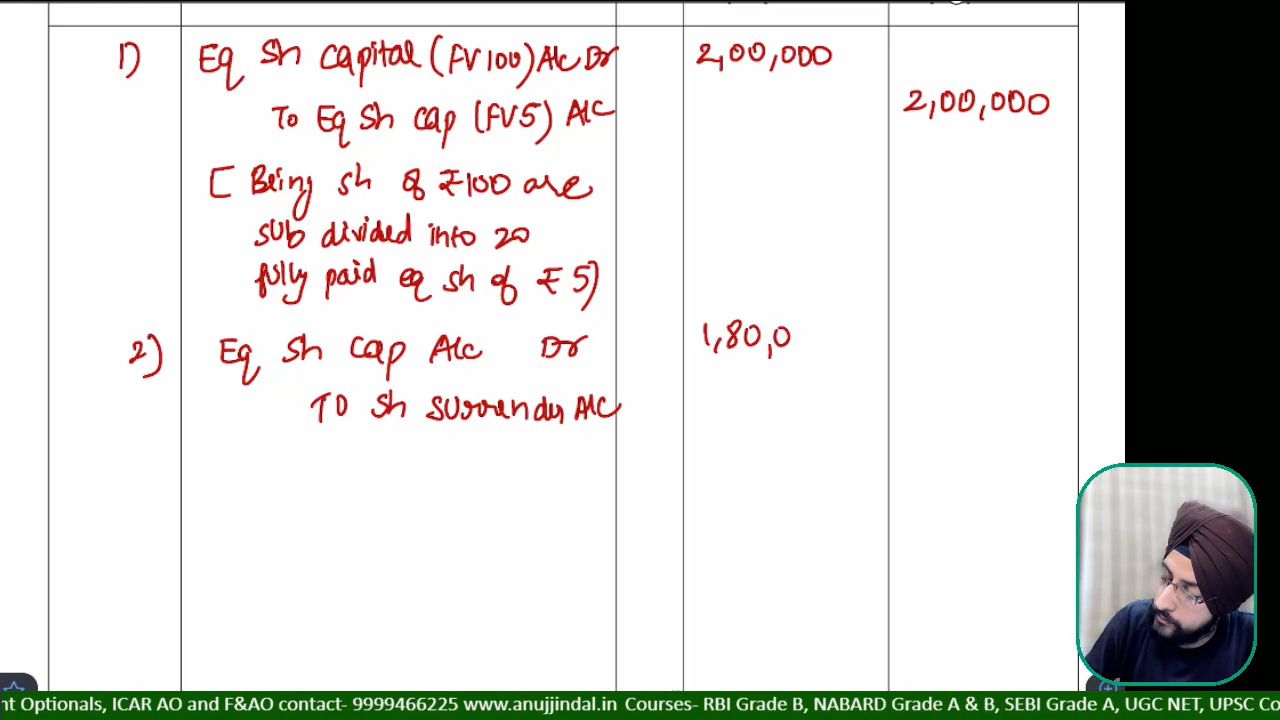 1) Eq Sh Capital (FV 100) A/c Dr 2,00,000
To Eq Sh Cap (FV 5) A/c 2,00,000
[ Being sh of ₹100 are
sub divided into 20
fully paid eq sh of ₹ 5)
2) Eq Sh Cap A/c Dr 1,80,0
To Sh Surrender A/c
nt Optionals, ICAR AO and F&AO contact- 9999466225 www.anujjindal.in Courses- RBI Grade B, NABARD Grade A & B, SEBI Grade A, UGC NET, UPSC Co